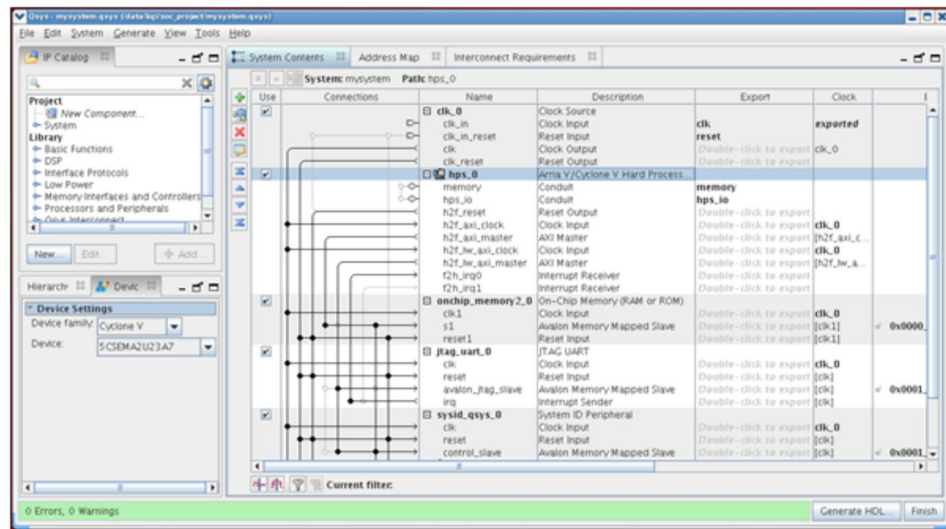 Qsys - mysystem.qsys (/data/kgi/soc_project/mysystem.qsys)
File Edit System Generate View Tools Help
IP Catalog
Project
New Component...
System
Library
Basic Functions
DSP
Interface Protocols
Low Power
Memory Interfaces and Controllers
Processors and Peripherals
Qsys Interconnect
New... Edit... Add...
Hierarch Devic
Device Settings
Device family: Cyclone V
Device: 5CSEMA2U23A7
System Contents Address Map Interconnect Requirements
System: mysystem Path: hps_0
Use Connections Name Description Export Clock
clk_0 Clock Source
clk_in Clock Input clk exported
clk_in_reset Reset Input reset
clk Clock Output Double-click to export clk_0
clk_reset Reset Output Double-click to export
hps_0 Arria V/Cyclone V Hard Process...
memory Conduit memory
hps_io Conduit hps_io
h2f_reset Reset Output Double-click to export
h2f_axi_clock Clock Input Double-click to export clk_0
h2f_axi_master AXI Master Double-click to export [h2f_axi_c...
h2f_lw_axi_clock Clock Input Double-click to export clk_0
h2f_lw_axi_master AXI Master Double-click to export [h2f_lw_a...
f2h_irq0 Interrupt Receiver Double-click to export
f2h_irq1 Interrupt Receiver Double-click to export
onchip_memory2_0 On-Chip Memory (RAM or ROM)
clk1 Clock Input Double-click to export clk_0
s1 Avalon Memory Mapped Slave Double-click to export [clk1] 0x0000_
reset1 Reset Input Double-click to export [clk1]
jtag_uart_0 JTAG UART
clk Clock Input Double-click to export clk_0
reset Reset Input Double-click to export [clk]
avalon_jtag_slave Avalon Memory Mapped Slave Double-click to export [clk] 0x0001_
irq Interrupt Sender Double-click to export [clk]
sysid_qsys_0 System ID Peripheral
clk Clock Input Double-click to export clk_0
reset Reset Input Double-click to export [clk]
control_slave Avalon Memory Mapped Slave Double-click to export [clk] 0x0001_
Current filter:
0 Errors, 0 Warnings
Generate HDL... Finish